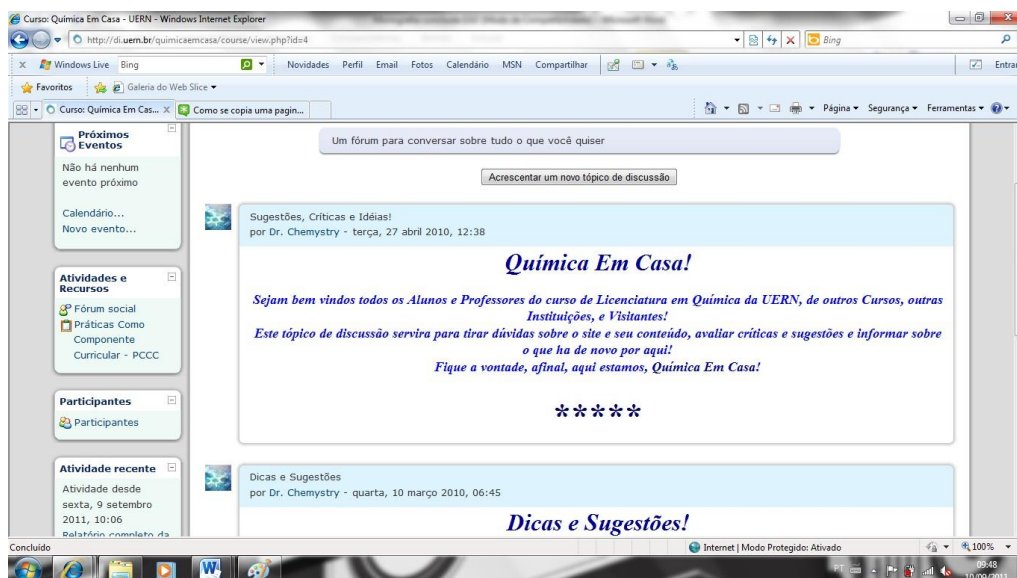 Curso: Química Em Casa - UERN - Windows Internet Explorer
http://di.uern.br/quimicaemcasa/course/view.php?id=4
Bing
Windows Live Bing Novidades Perfil Email Fotos Calendário MSN Compartilhar Entrar
Favoritos Galeria do Web Slice
Curso: Química Em Cas... Como se copia uma pagin... Página Segurança Ferramentas
Próximos
Eventos
Não há nenhum
evento próximo
Calendário...
Novo evento...
Atividades e
Recursos
Fórum social
Práticas Como
Componente
Curricular - PCCC
Participantes
Participantes
Atividade recente
Atividade desde
sexta, 9 setembro
2011, 10:06
Relatório completo da
Um fórum para conversar sobre tudo o que você quiser
Acrescentar um novo tópico de discussão
Sugestões, Críticas e Idéias!
por Dr. Chemystry - terça, 27 abril 2010, 12:38
Química Em Casa!
Sejam bem vindos todos os Alunos e Professores do curso de Licenciatura em Química da UERN, de outros Cursos, outras
Instituições, e Visitantes!
Este tópico de discussão servira para tirar dúvidas sobre o site e seu conteúdo, avaliar críticas e sugestões e informar sobre
o que ha de novo por aqui!
Fique a vontade, afinal, aqui estamos, Química Em Casa!
*****
Dicas e Sugestões
por Dr. Chemystry - quarta, 10 março 2010, 06:45
Dicas e Sugestões!
Concluído
Internet | Modo Protegido: Ativado
100%
PT
09:48
10/09/2011